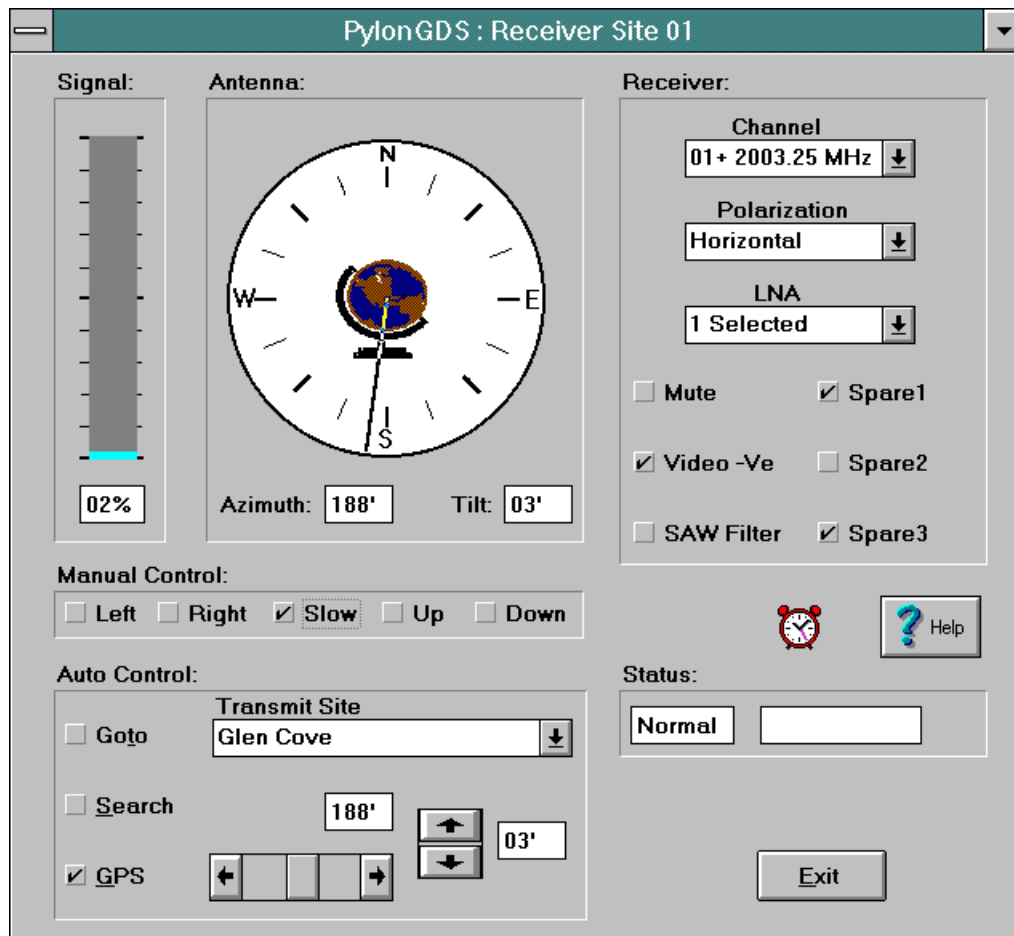 PylonGDS : Receiver Site 01
Signal:
02%
Antenna:
N
W
E
S
Azimuth: 188' Tilt: 03'
Receiver:
Channel
01+ 2003.25 MHz
Polarization
Horizontal
LNA
1 Selected
Mute Spare1
Video -Ve Spare2
SAW Filter Spare3
Manual Control:
Left Right Slow Up Down
Help
Auto Control:
Transmit Site
Goto Glen Cove
Search 188'
03'
GPS
Status:
Normal
Exit